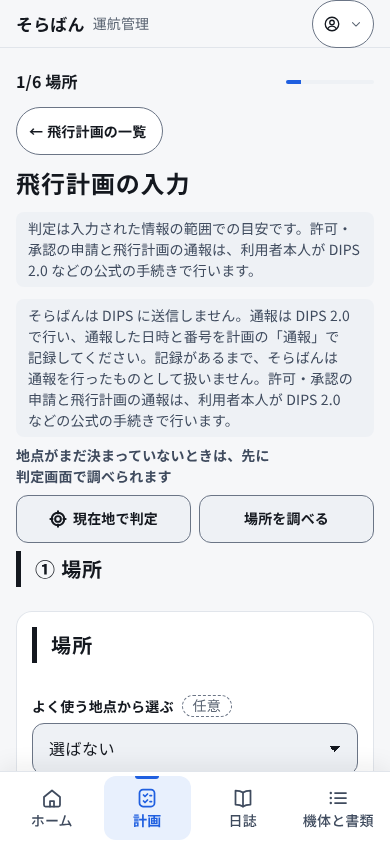 そらばん 運航管理
1/6 場所
← 飛行計画の一覧
飛行計画の入力
判定は入力された情報の範囲での目安です。許可・
承認の申請と飛行計画の通報は、利用者本人が DIPS
2.0 などの公式の手続きで行います。
そらばんは DIPS に送信しません。通報は DIPS 2.0
で行い、通報した日時と番号を計画の「通報」で
記録してください。記録があるまで、そらばんは
通報を行ったものとして扱いません。許可・承認の
申請と飛行計画の通報は、利用者本人が DIPS 2.0
などの公式の手続きで行います。
地点がまだ決まっていないときは、先に
判定画面で調べられます
現在地で判定
場所を調べる
① 場所
場所
よく使う地点から選ぶ 任意
選ばない
ホーム
計画
日誌
機体と書類